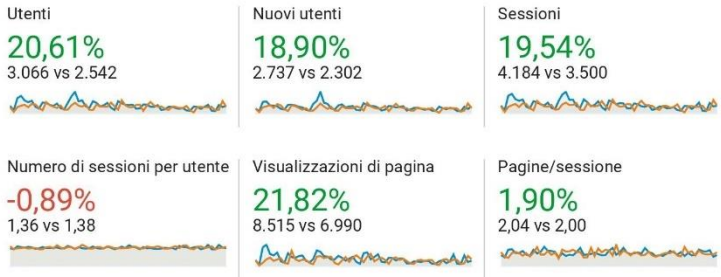 Utenti
20,61%
3.066 vs 2.542
Nuovi utenti
18,90%
2.737 vs 2.302
Sessioni
19,54%
4.184 vs 3.500
Numero di sessioni per utente
-0,89%
1,36 vs 1,38
Visualizzazioni di pagina
21,82%
8.515 vs 6.990
Pagine/sessione
1,90%
2,04 vs 2,00